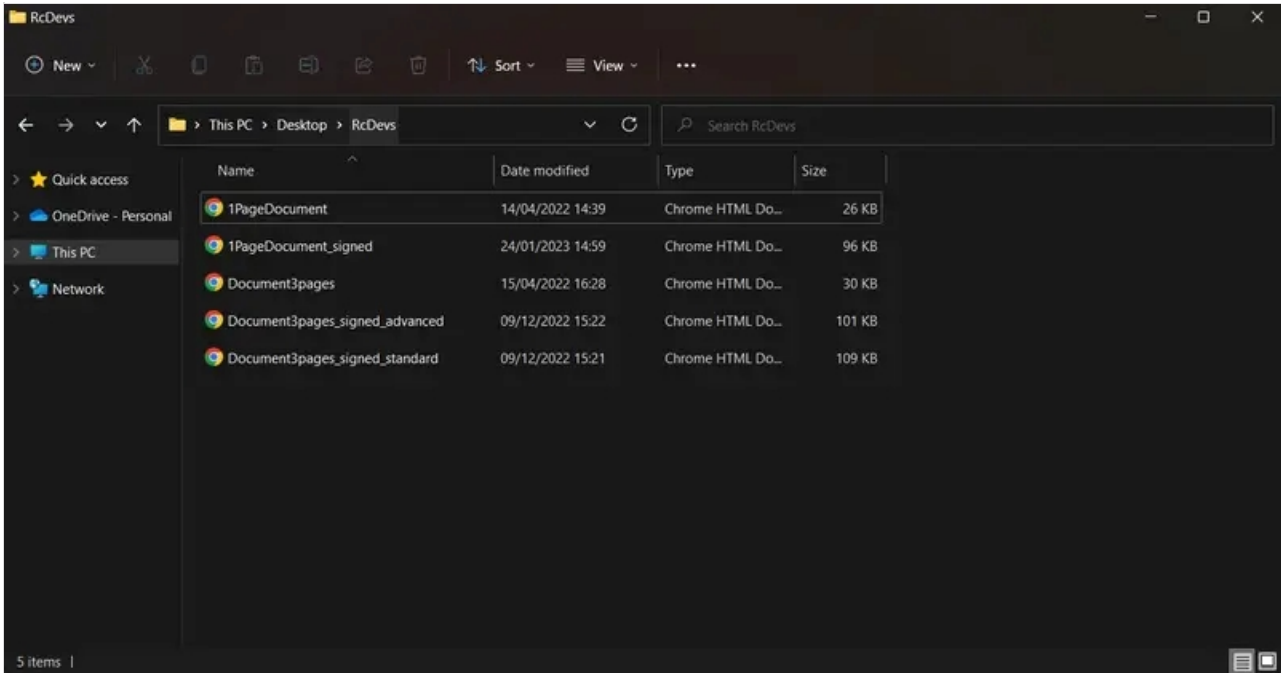 RcDevs
New
Sort
View
This PC > Desktop > RcDevs
Search RcDevs
Quick access
OneDrive - Personal
This PC
Network
Name Date modified Type Size
1PageDocument 14/04/2022 14:39 Chrome HTML Do... 26 KB
1PageDocument_signed 24/01/2023 14:59 Chrome HTML Do... 96 KB
Document3pages 15/04/2022 16:28 Chrome HTML Do... 30 KB
Document3pages_signed_advanced 09/12/2022 15:22 Chrome HTML Do... 101 KB
Document3pages_signed_standard 09/12/2022 15:21 Chrome HTML Do... 109 KB
5 items